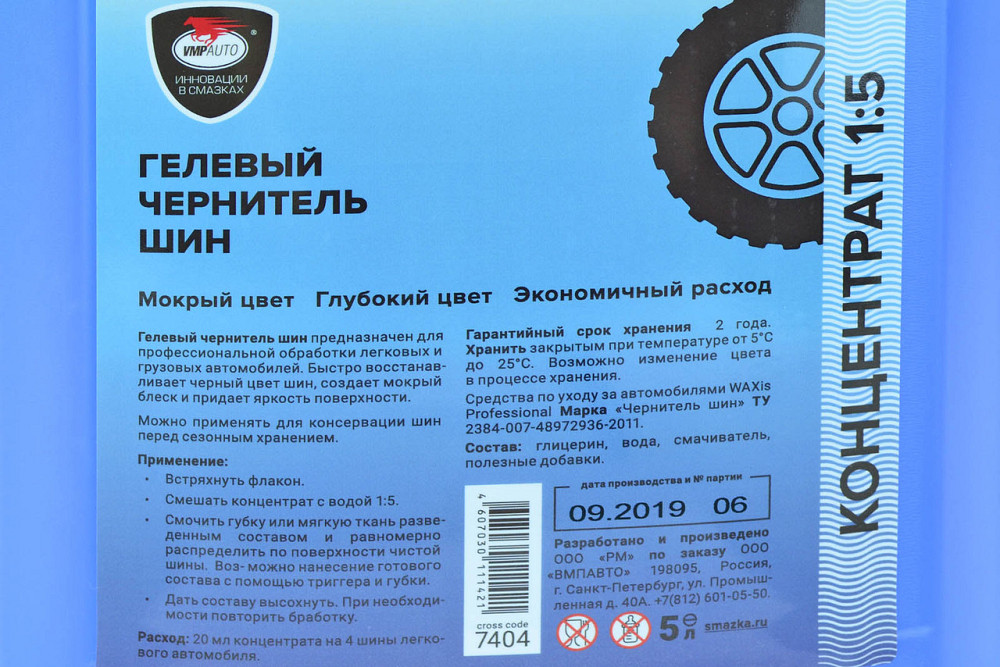 VMPAUTO
®
ИННОВАЦИИ
В СМАЗКАХ
ГЕЛЕВЫЙ
ЧЕРНИТЕЛЬ
ШИН
КОНЦЕНТРАТ 1:5
Мокрый цвет Глубокий цвет Экономичный расход
Гелевый чернитель шин предназначен для
профессиональной обработки легковых и
грузовых автомобилей. Быстро восстанав-
ливает черный цвет шин, создает мокрый
блеск и придает яркость поверхности.
Можно применять для консервации шин
перед сезонным хранением.
Применение:
• Встряхнуть флакон.
• Смешать концентрат с водой 1:5.
• Смочить губку или мягкую ткань разве-
денным составом и равномерно
распределить по поверхности чистой
шины. Воз- можно нанесение готового
состава с помощью триггера и губки.
• Дать составу высохнуть. При необходи-
мости повторить бработку.
Расход: 20 мл концентрата на 4 шины легко-
вого автомобиля.
Гарантийный срок хранения 2 года.
Хранить закрытым при температуре от 5°С
до 25°С. Возможно изменение цвета
в процессе хранения.
Средства по уходу за автомобилями WAXis
Professional Марка «Чернитель шин» ТУ
2384-007-48972936-2011.
Состав: глицерин, вода, смачиватель,
полезные добавки.
4 607030 111421
cross code
7404
дата производства и № партии
09.2019 06
Разработано и произведено
ООО «РМ» по заказу ООО
«ВМПАВТО» 198095, Россия,
г. Санкт-Петербург, ул. Промыш-
ленная д. 40А. +7(812) 601-05-50.
5 л ℮ smazka.ru